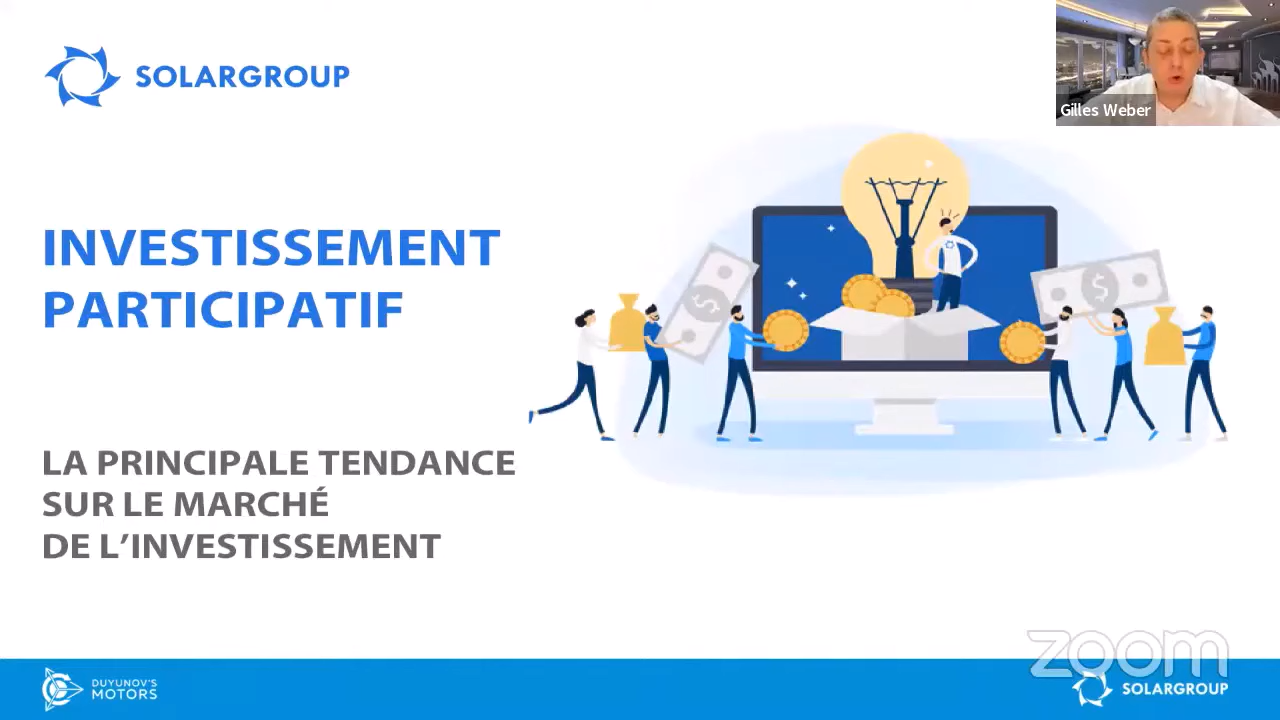 SOLARGROUP
Gilles Weber
INVESTISSEMENT
PARTICIPATIF
LA PRINCIPALE TENDANCE
SUR LE MARCHÉ
DE L’INVESTISSEMENT
zoom
DUYUNOV'S
MOTORS
SOLARGROUP